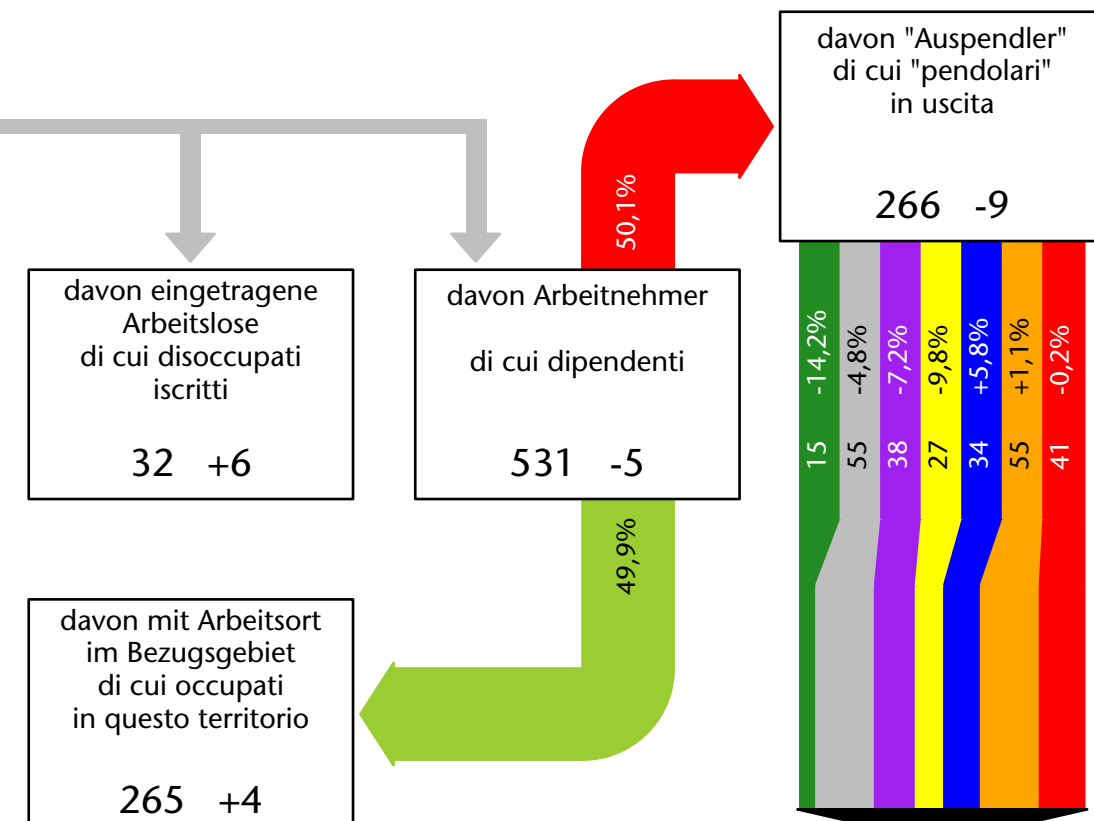 davon "Auspendler"
di cui "pendolari"
in uscita
266 -9
50,1%
davon eingetragene
Arbeitslose
di cui disoccupati
iscritti
32 +6
davon Arbeitnehmer
di cui dipendenti
531 -5
15 -14,2%
55 -4,8%
38 -7,2%
27 -9,8%
34 +5,8%
55 +1,1%
41 -0,2%
49,9%
davon mit Arbeitsort
im Bezugsgebiet
di cui occupati
in questo territorio
265 +4